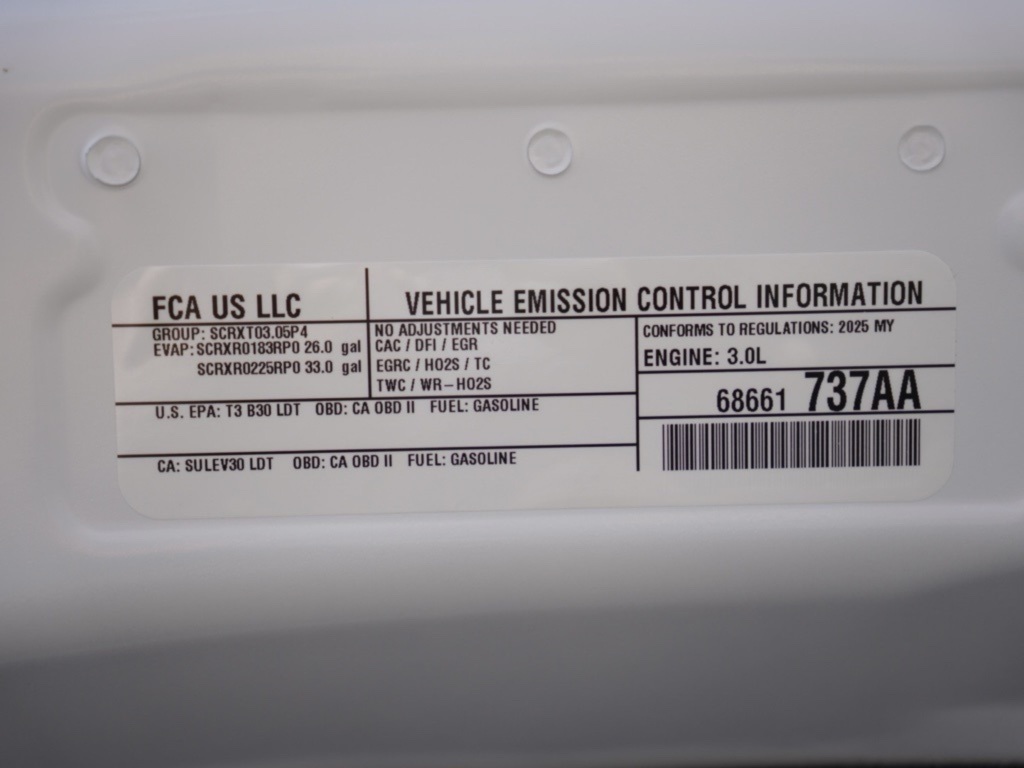 FCA US LLC
VEHICLE EMISSION CONTROL INFORMATION
GROUP: SCRXT03.05P4
EVAP: SCRXR0183RP0 26.0 gal
SCRXR0225RP0 33.0 gal
NO ADJUSTMENTS NEEDED
CAC / DFI / EGR
EGRC / HO2S / TC
TWC / WR-HO2S
CONFORMS TO REGULATIONS: 2025 MY
ENGINE: 3.0L
68661 737AA
U.S. EPA: T3 B30 LDT OBD: CA OBD II FUEL: GASOLINE
CA: SULEV30 LDT OBD: CA OBD II FUEL: GASOLINE